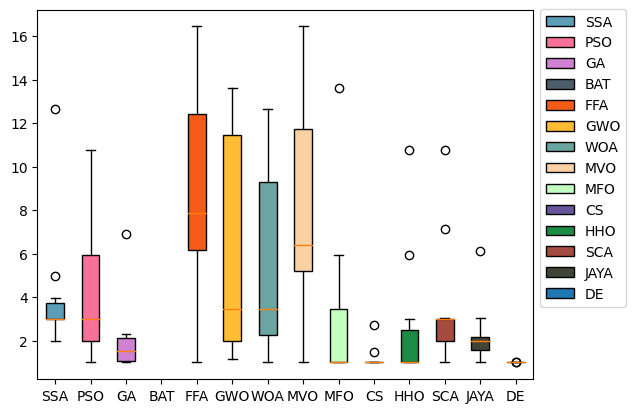 16
14
12
10
8
6
4
2
SSA PSO GA BAT FFA GWO WOA MVO MFO CS HHO SCA JAYA DE
SSA
PSO
GA
BAT
FFA
GWO
WOA
MVO
MFO
CS
HHO
SCA
JAYA
DE